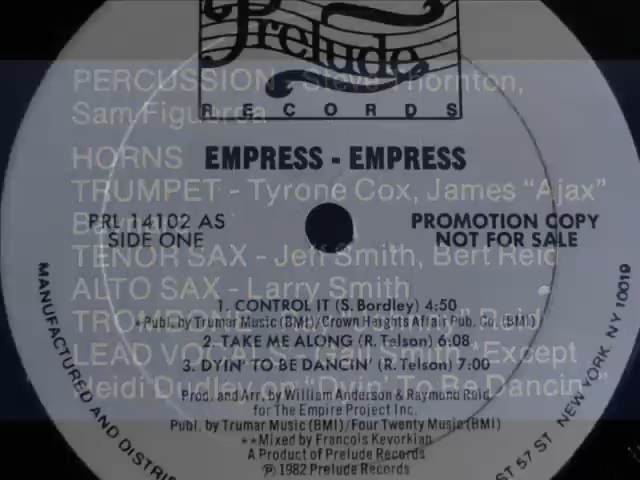 Prelude
RECORDS
EMPRESS - EMPRESS
PRL 14102 AS
SIDE ONE
PROMOTION COPY
NOT FOR SALE
1. CONTROL IT (S. Bordley) 4:50
*Publ. by Trumar Music (BMI)/Crown Heights Affair Pub. Co. (BMI)
2. TAKE ME ALONG (R. Telson) 6:08
3. DYIN' TO BE DANCIN' (R. Telson) 7:00
Prod. and Arr. by William Anderson & Raymond Reid
for The Empire Project Inc.
Publ. by Trumar Music (BMI)/Four Twenty Music (BMI)
**Mixed by Francois Kevorkian
A Product of Prelude Records
℗ 1982 Prelude Records
MANUFACTURED AND DISTRI
ST 57 ST NEW YORK, NY 10019
PERCUSSION - Steve Thornton,
Sam Figueroa
HORNS
TRUMPET - Tyrone Cox, James "Ajax"
TENOR SAX - Jeff Smith, Bert Reid
ALTO SAX - Larry Smith
TROMBONE - Reid
LEAD VOCALS - Gail Smith *Except
Heidi Dudley on "Dyin' To Be Dancin'"